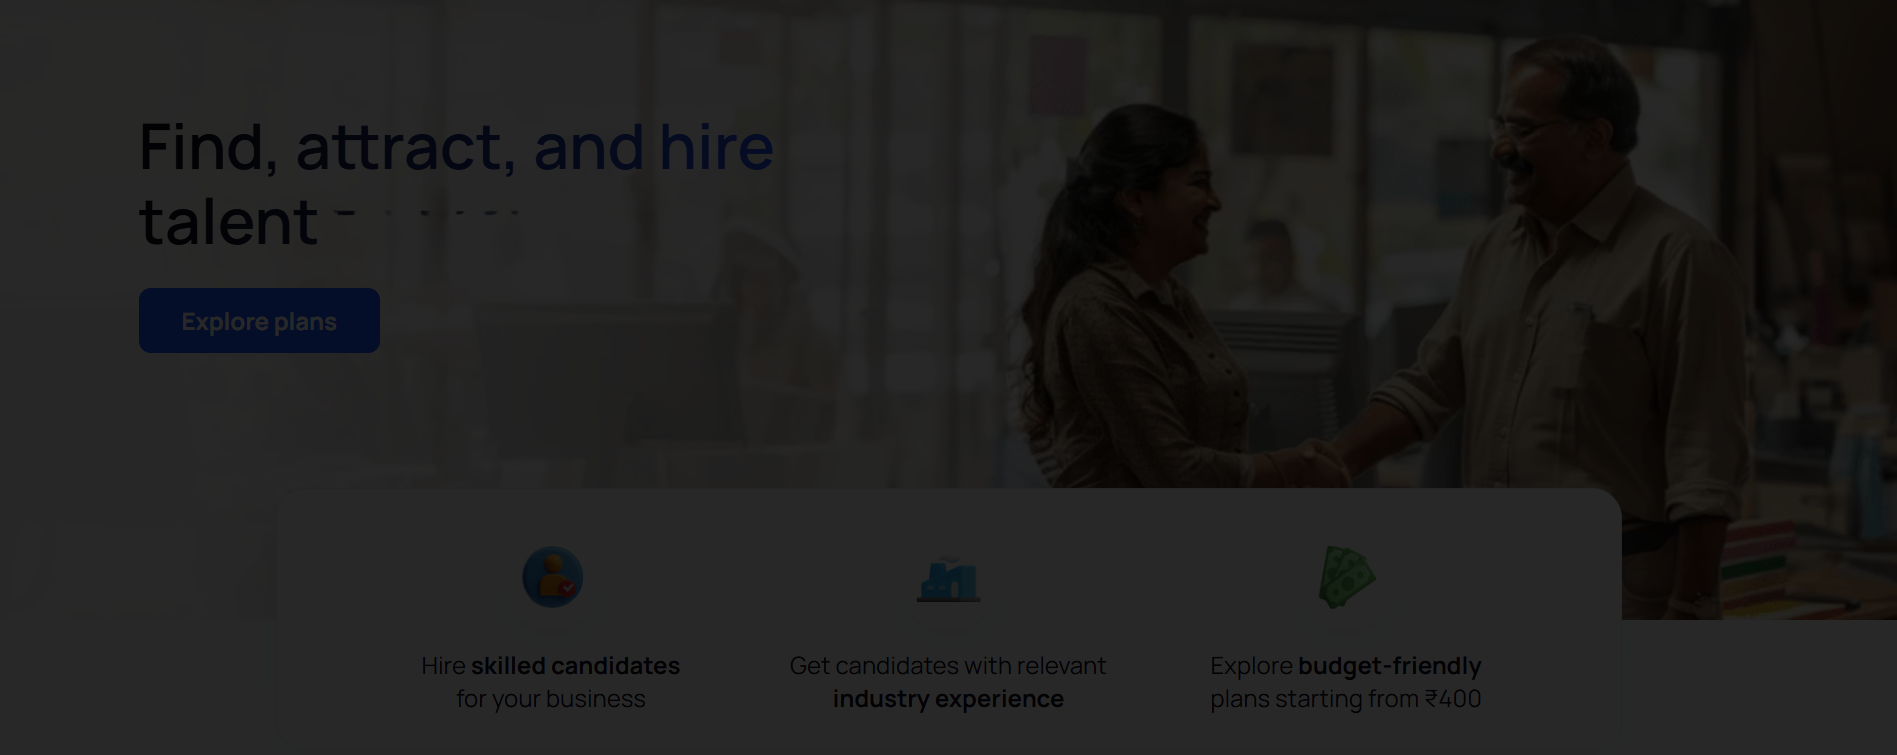 Find, attract, and hire
talent
Explore plans
Hire skilled candidates
for your business
Get candidates with relevant
industry experience
Explore budget-friendly
plans starting from ₹400